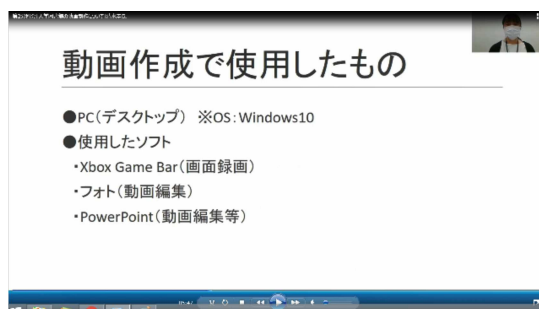 動画作成で使用したもの
●PC(デスクトップ) ※OS:Windows10
●使用したソフト
・Xbox Game Bar(画面録画)
・フォト(動画編集)
・PowerPoint(動画編集等)